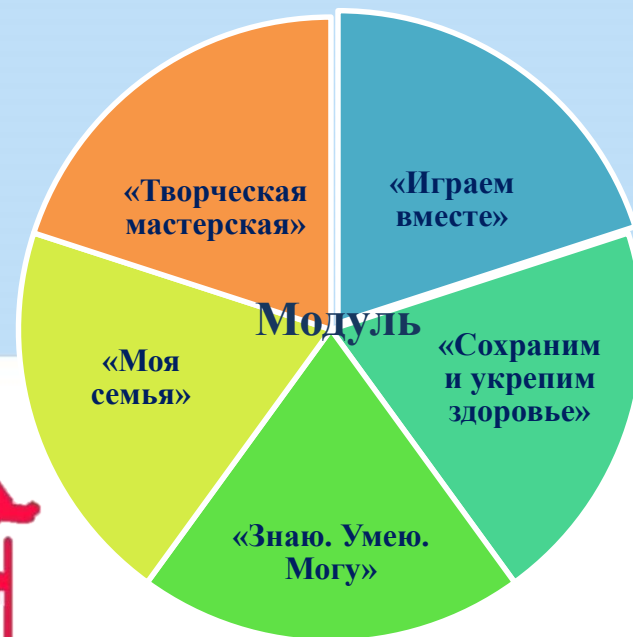 «Творческая
мастерская»
«Играем
вместе»
Модуль
«Моя
семья»
«Сохраним
и укрепим
здоровье»
«Знаю. Умею.
Могу»